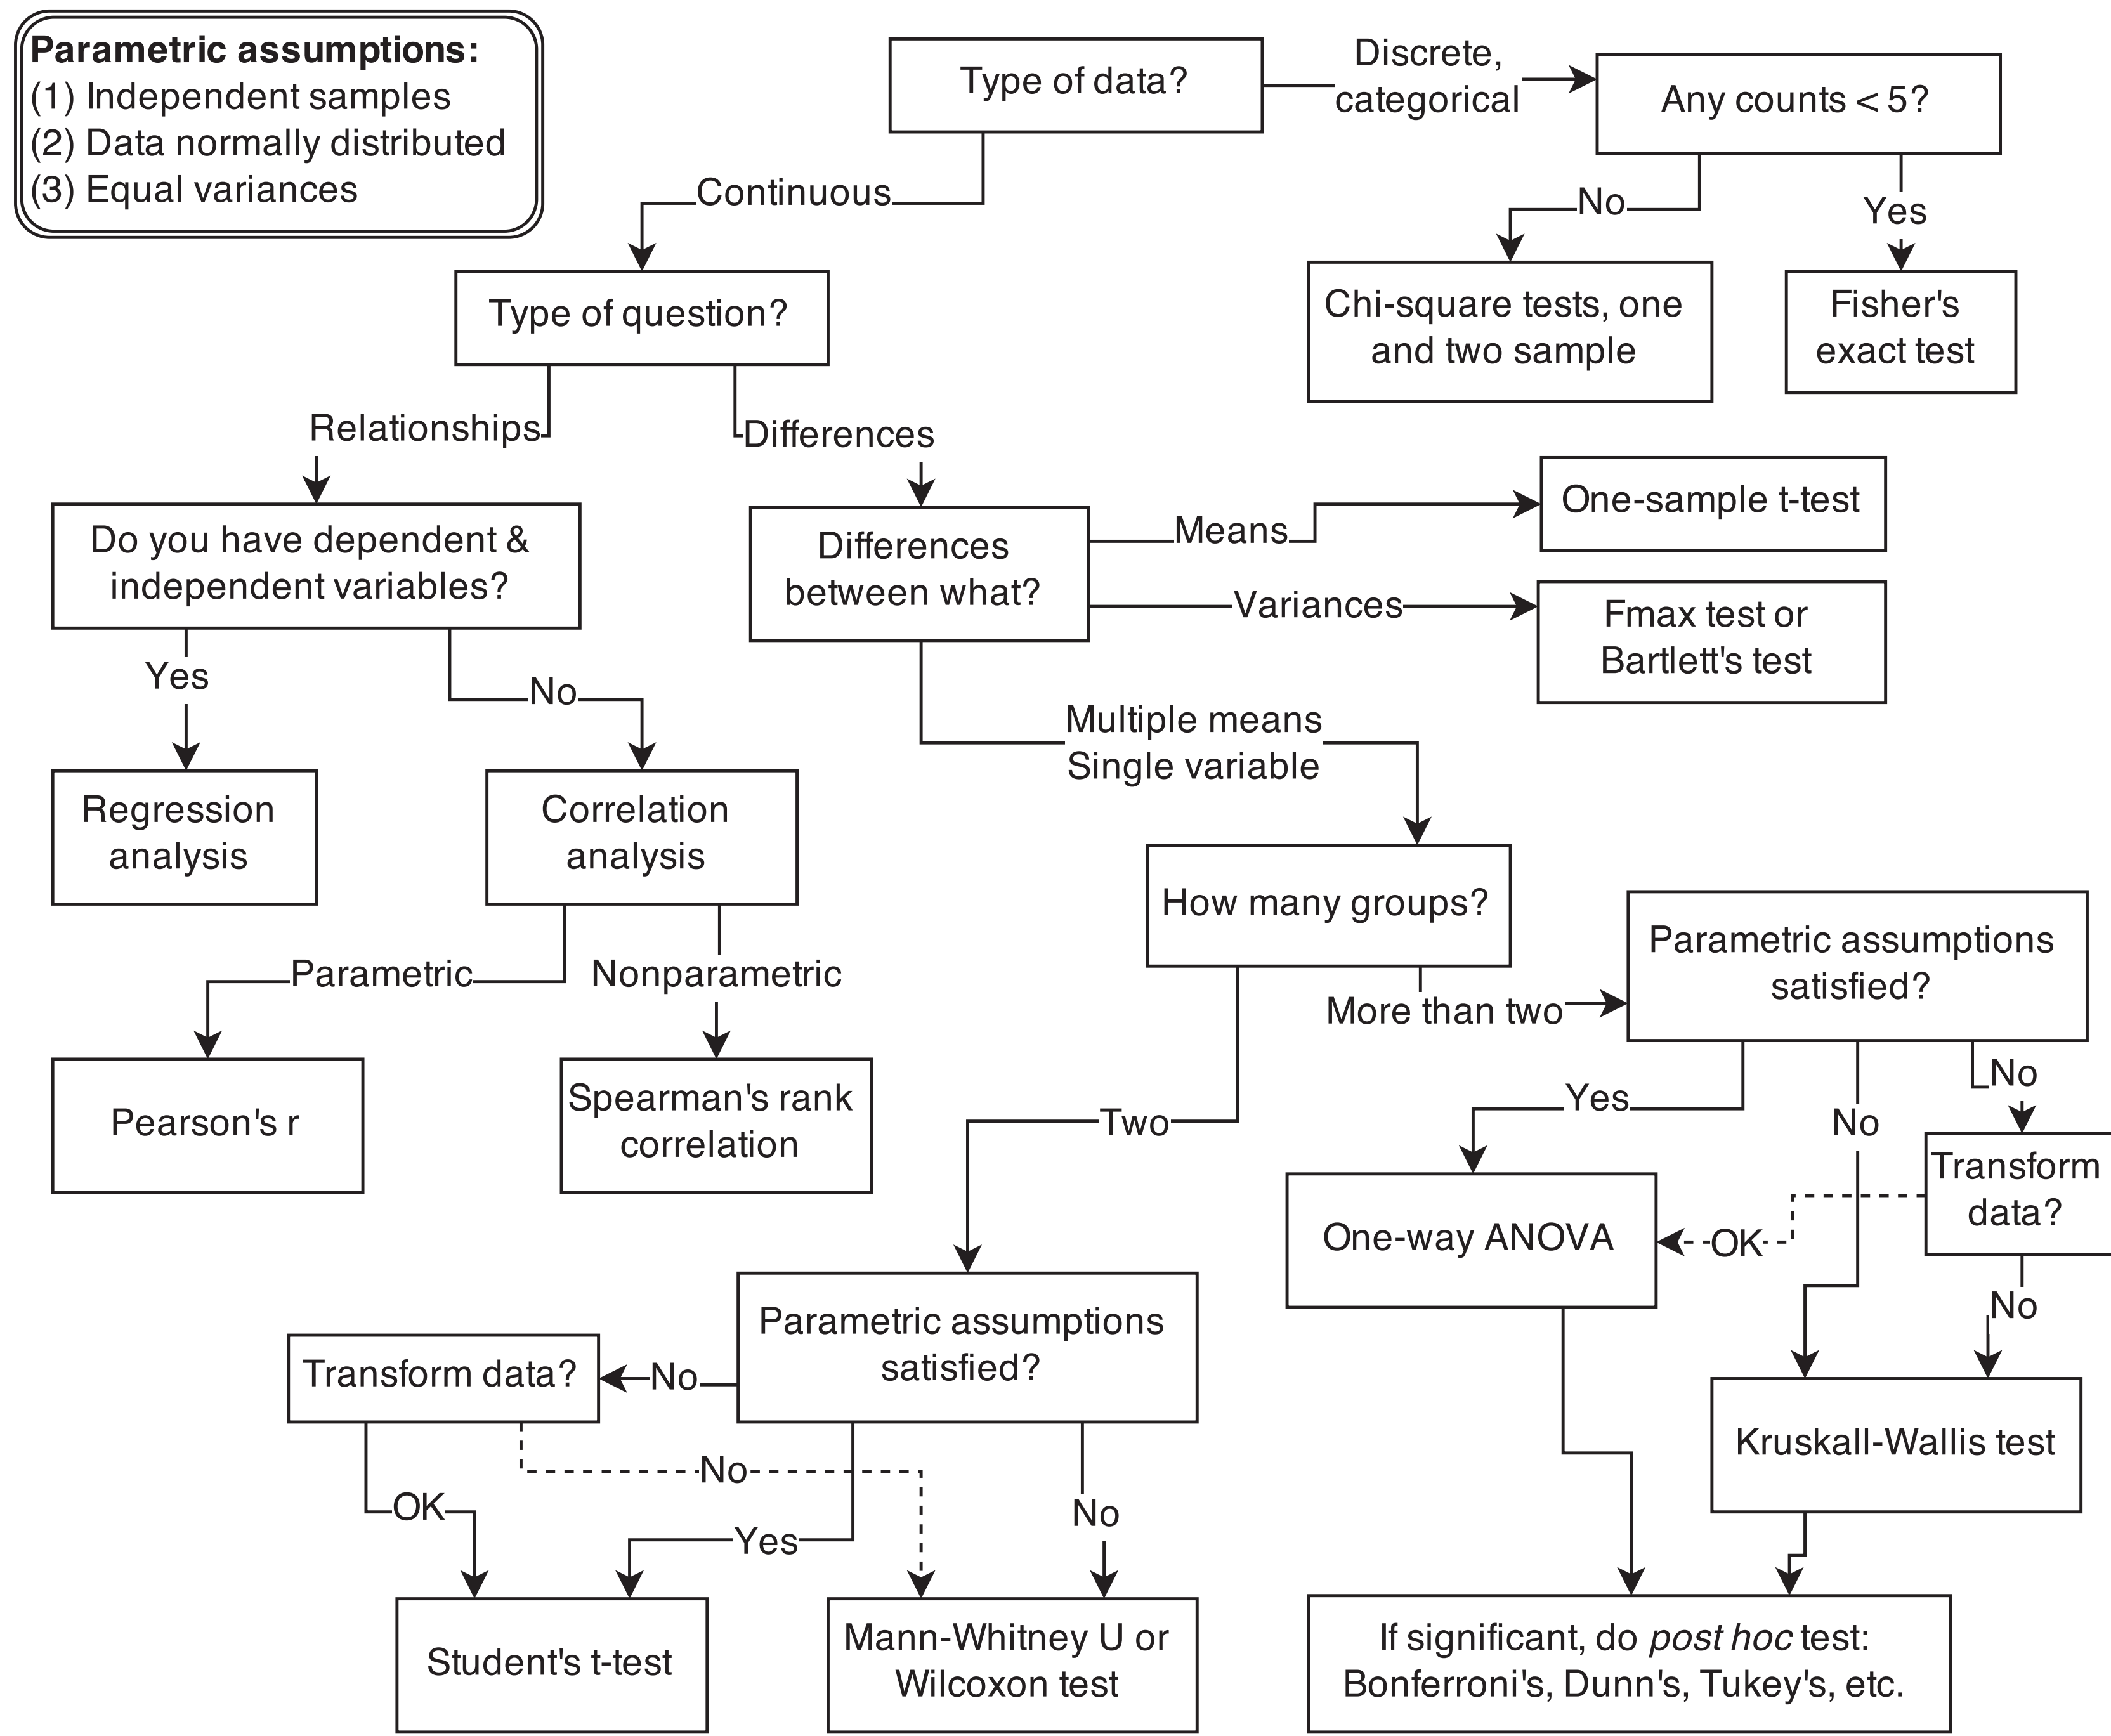 Parametric assumptions:
(1) Independent samples
(2) Data normally distributed
(3) Equal variances
Type of data?
Discrete,
categorical
Any counts < 5?
Continuous
No
Yes
Type of question?
Chi-square tests, one
and two sample
Fisher's
exact test
Relationships
Differences
Do you have dependent &
independent variables?
Differences
between what?
Means
One-sample t-test
Variances
Fmax test or
Bartlett's test
Yes
No
Multiple means
Single variable
Regression
analysis
Correlation
analysis
How many groups?
Parametric assumptions
satisfied?
Parametric
Nonparametric
More than two
Pearson's r
Spearman's rank
correlation
Two
Yes
No
No
Transform
data?
One-way ANOVA
OK
No
Parametric assumptions
satisfied?
Transform data?
No
Kruskall-Wallis test
No
OK
Yes
No
Student's t-test
Mann-Whitney U or
Wilcoxon test
If significant, do post hoc test:
Bonferroni's, Dunn's, Tukey's, etc.